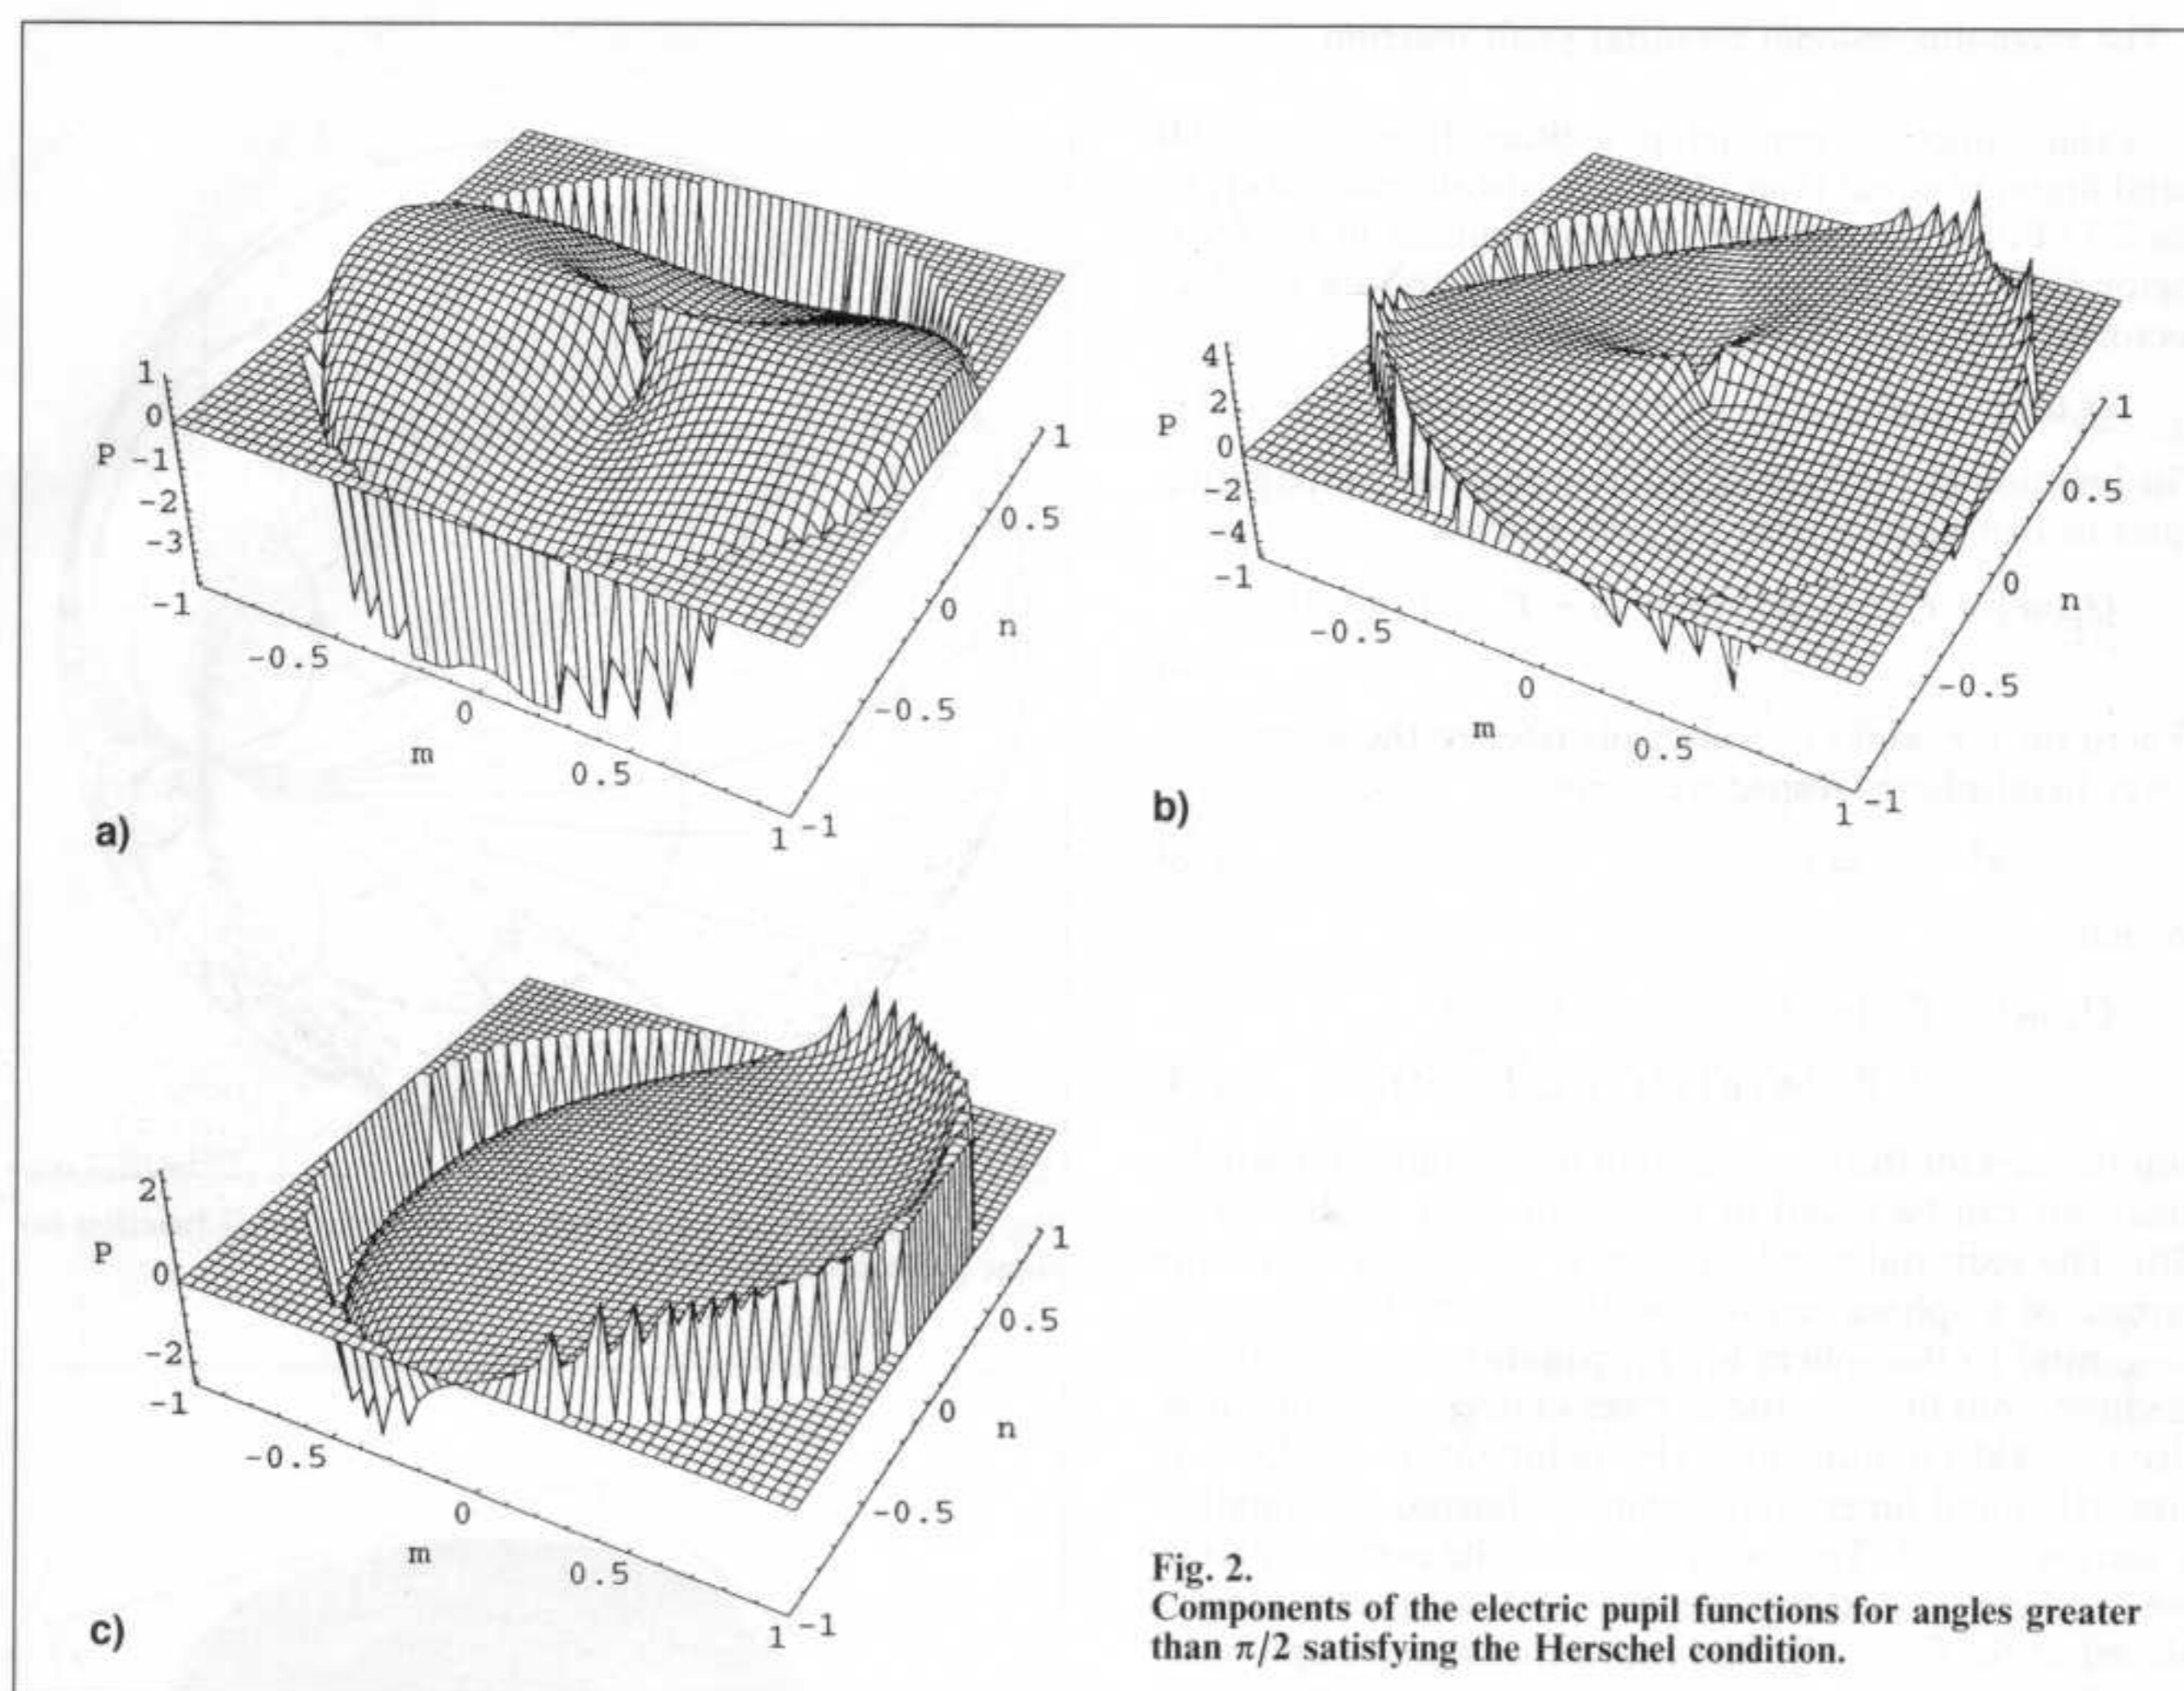 1
0
P -1
-2
-3
-1
-0.5
0
m
0.5
1
-1
-0.5
0
n
0.5
1
a)
4
2
P
0
-2
-4
-1
-0.5
0
m
0.5
1
-1
-0.5
0
n
0.5
1
b)
2
P
0
-2
-1
-0.5
0
m
0.5
1
-1
-0.5
0
n
0.5
1
c)
Fig. 2.
Components of the electric pupil functions for angles greater
than π/2 satisfying the Herschel condition.